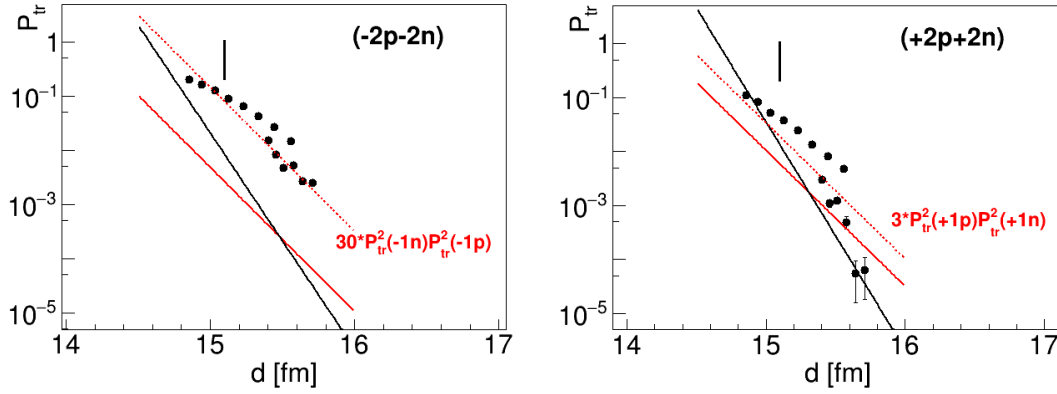 P_tr
(-2p-2n)
1
10^-1
10^-3
10^-5
30*P_tr^2(-1n)P_tr^2(-1p)
14 15 16 17
d [fm]
P_tr
(+2p+2n)
1
10^-1
10^-3
10^-5
3*P_tr^2(+1p)P_tr^2(+1n)
14 15 16 17
d [fm]